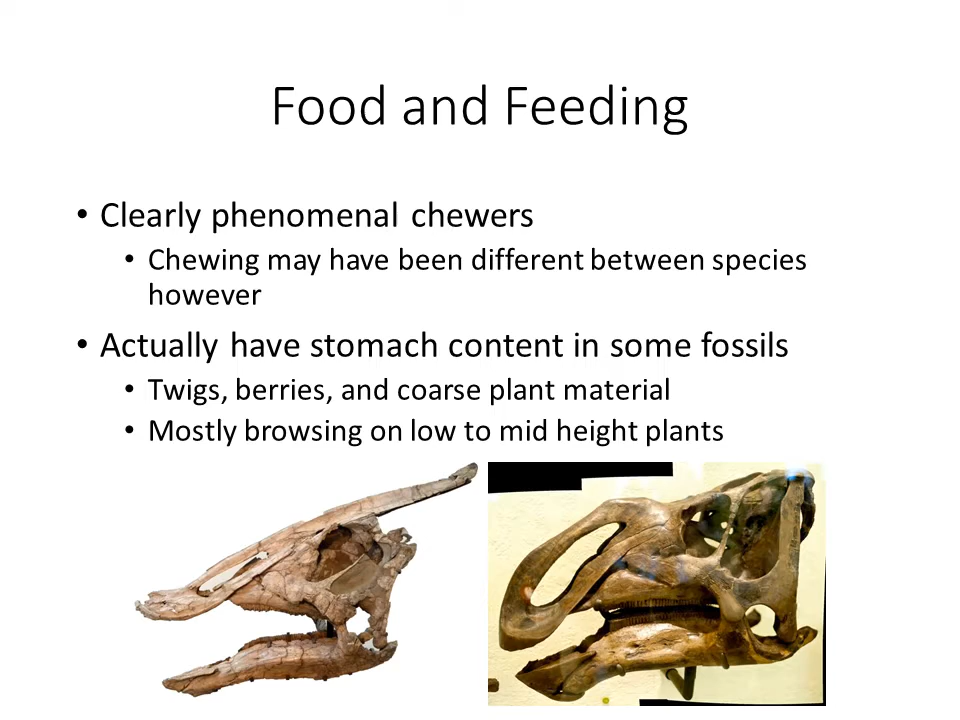 Food and Feeding
• Clearly phenomenal chewers
• Chewing may have been different between species
however
• Actually have stomach content in some fossils
• Twigs, berries, and coarse plant material
• Mostly browsing on low to mid height plants